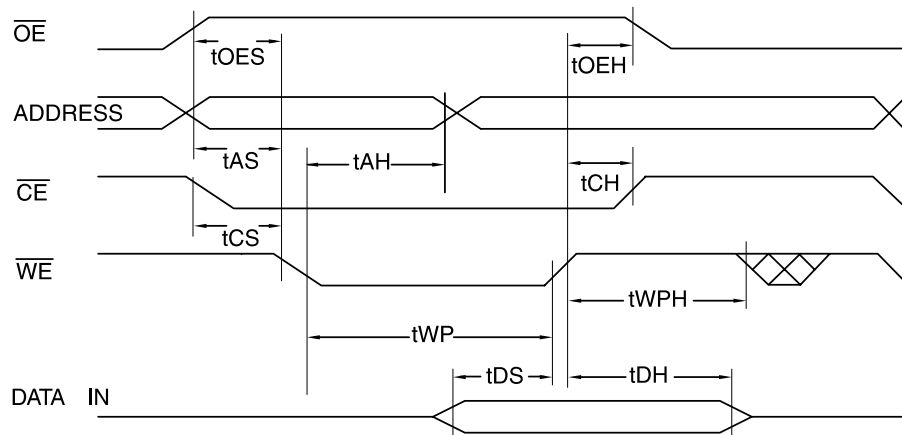 OE
tOES
tOEH
ADDRESS
tAS
tAH
tCH
CE
tCS
WE
tWPH
tWP
tDS
tDH
DATA IN